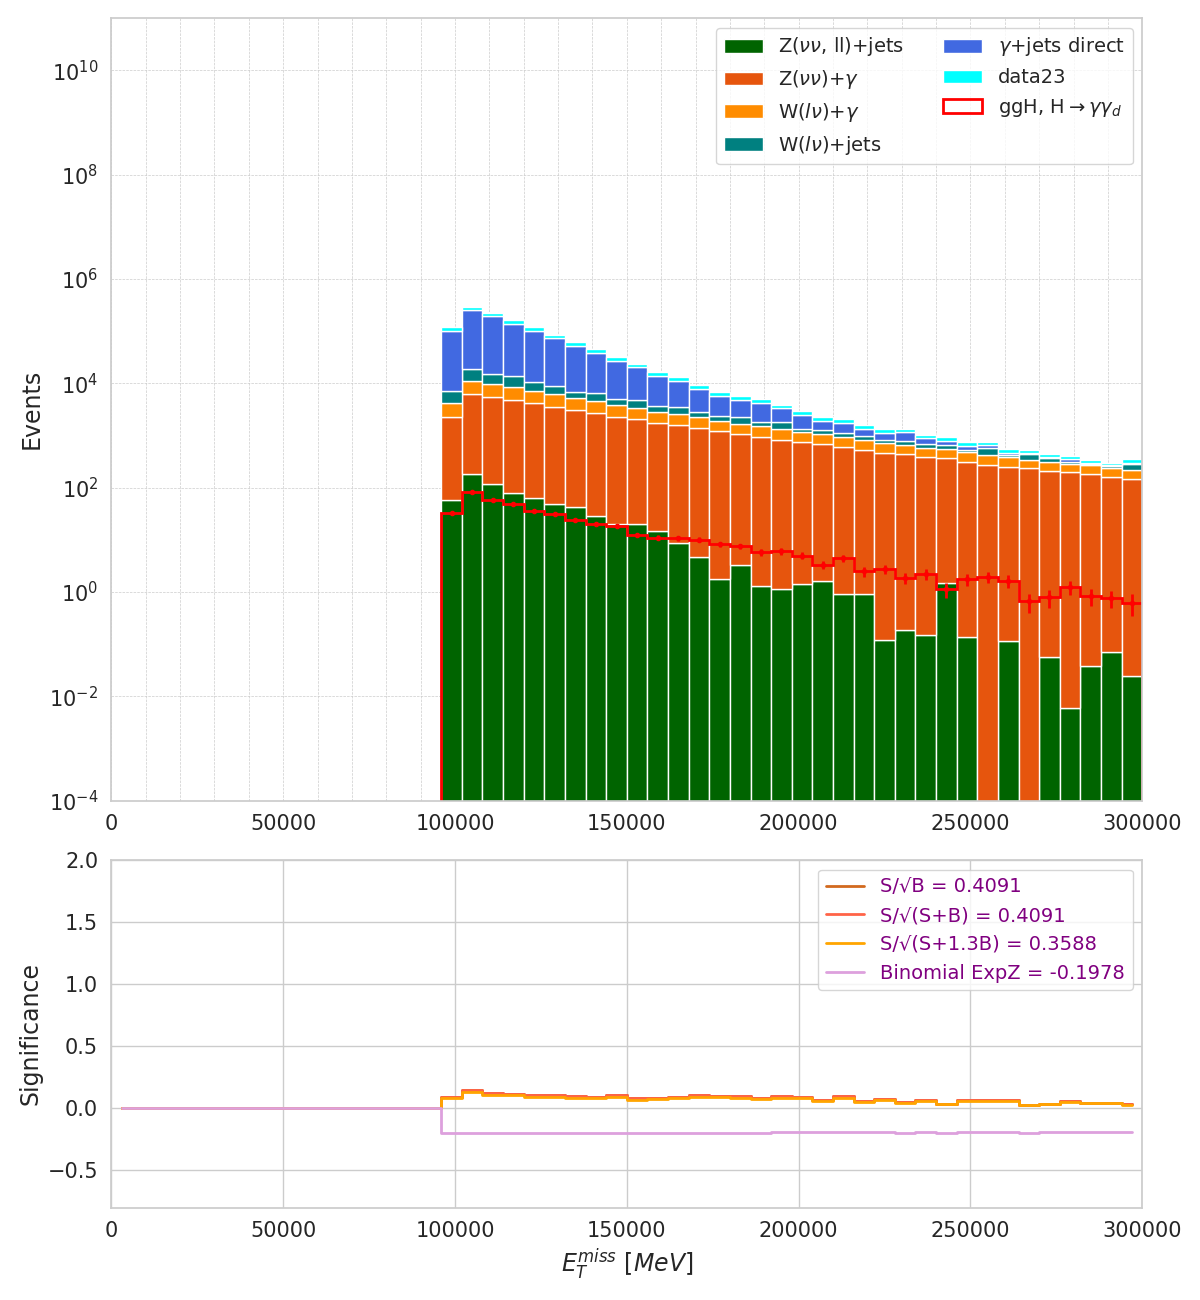 Z(νν, ll)+jets
Z(νν)+γ
W(lν)+γ
W(lν)+jets
γ+jets direct
data23
ggH, H→γγ_d
10^10
10^8
10^6
10^4
10^2
10^0
10^−2
10^−4
Events
0 50000 100000 150000 200000 250000 300000
S/√B = 0.4091
S/√(S+B) = 0.4091
S/√(S+1.3B) = 0.3588
Binomial ExpZ = -0.1978
2.0
1.5
1.0
0.5
0.0
−0.5
Significance
0 50000 100000 150000 200000 250000 300000
E_T^miss [MeV]